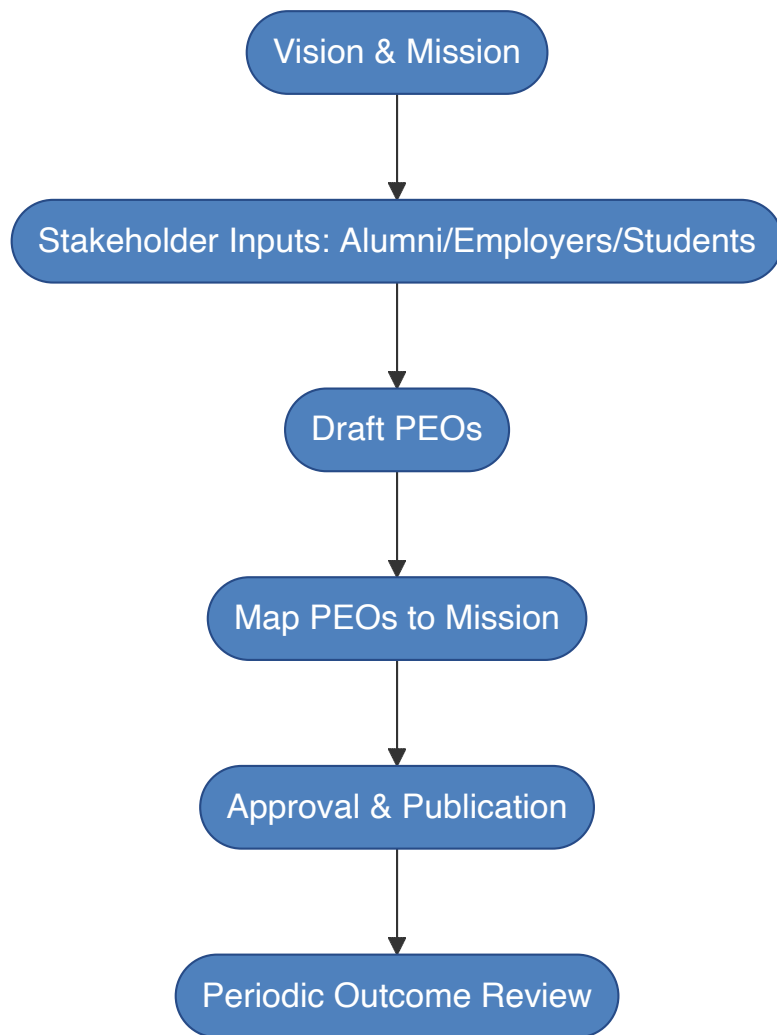 Vision & Mission
Stakeholder Inputs: Alumni/Employers/Students
Draft PEOs
Map PEOs to Mission
Approval & Publication
Periodic Outcome Review